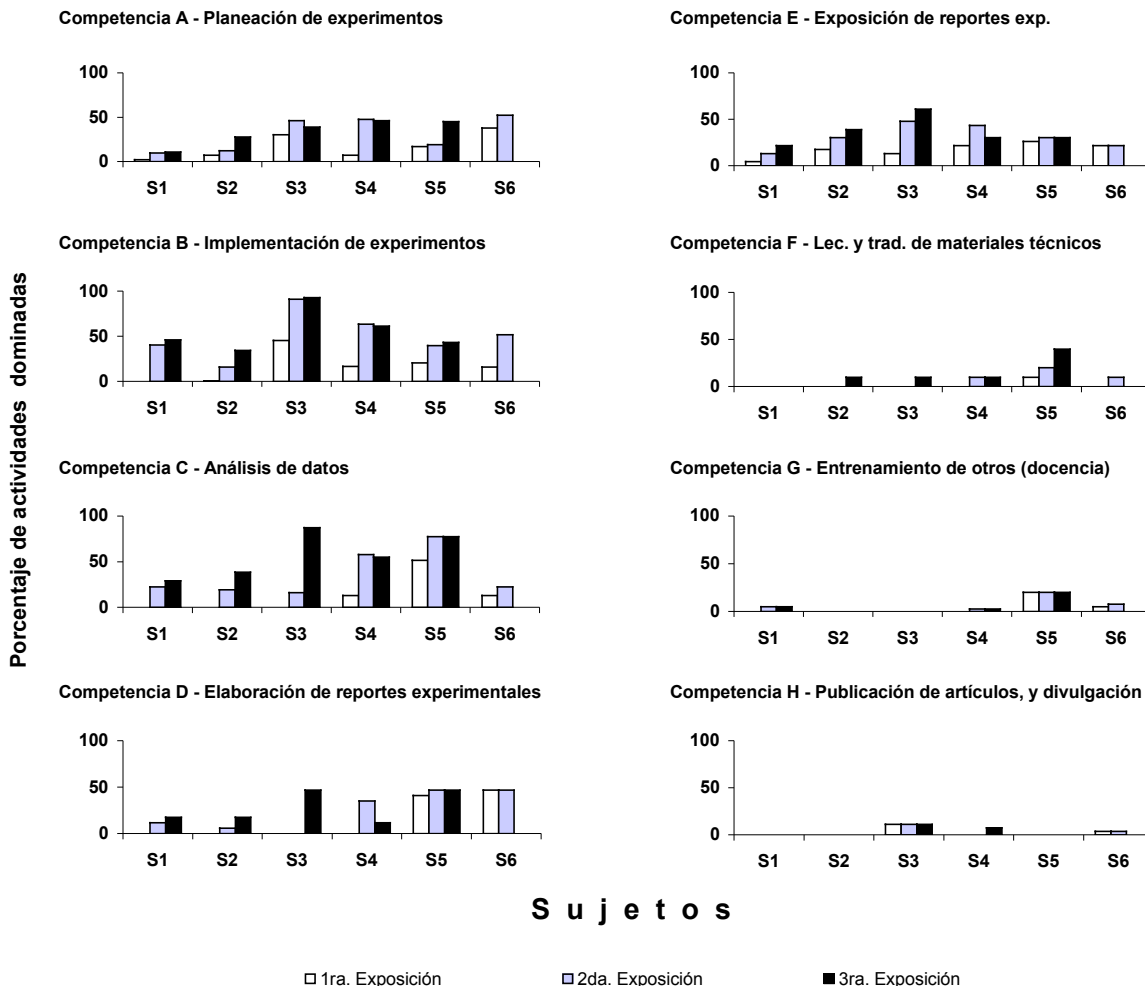 Competencia A - Planeación de experimentos
100
50
0
S1 S2 S3 S4 S5 S6
Competencia B - Implementación de experimentos
100
50
0
S1 S2 S3 S4 S5 S6
Competencia C - Análisis de datos
100
50
0
S1 S2 S3 S4 S5 S6
Competencia D - Elaboración de reportes experimentales
100
50
0
S1 S2 S3 S4 S5 S6
Competencia E - Exposición de reportes exp.
100
50
0
S1 S2 S3 S4 S5 S6
Competencia F - Lec. y trad. de materiales técnicos
100
50
0
S1 S2 S3 S4 S5 S6
Competencia G - Entrenamiento de otros (docencia)
100
50
0
S1 S2 S3 S4 S5 S6
Competencia H - Publicación de artículos, y divulgación
100
50
0
S1 S2 S3 S4 S5 S6
Porcentaje de actividades dominadas
Sujetos
1ra. Exposición 2da. Exposición 3ra. Exposición